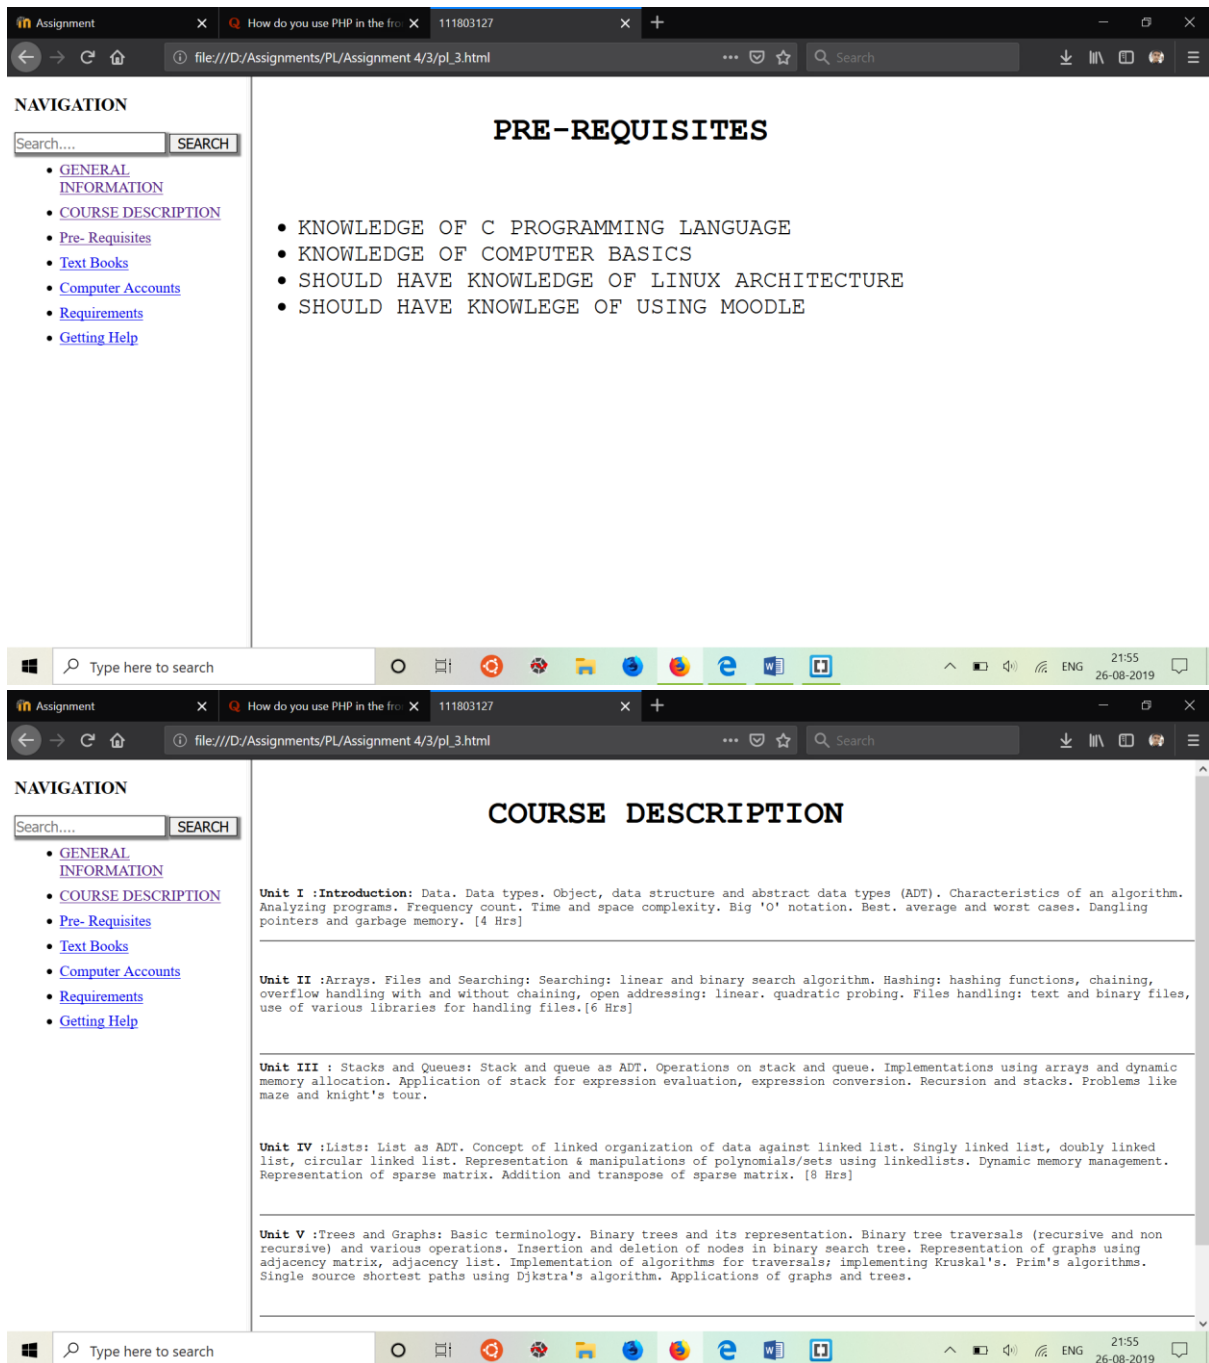 Assignment
How do you use PHP in the fro
111803127
file:///D:/Assignments/PL/Assignment 4/3/pl_3.html
Search
NAVIGATION
Search....
SEARCH
GENERAL
INFORMATION
COURSE DESCRIPTION
Pre- Requisites
Text Books
Computer Accounts
Requirements
Getting Help
PRE-REQUISITES
KNOWLEDGE OF C PROGRAMMING LANGUAGE
KNOWLEDGE OF COMPUTER BASICS
SHOULD HAVE KNOWLEDGE OF LINUX ARCHITECTURE
SHOULD HAVE KNOWLEGE OF USING MOODLE
Type here to search
ENG
21:55
26-08-2019
Assignment
How do you use PHP in the fro
111803127
file:///D:/Assignments/PL/Assignment 4/3/pl_3.html
Search
NAVIGATION
Search....
SEARCH
GENERAL
INFORMATION
COURSE DESCRIPTION
Pre- Requisites
Text Books
Computer Accounts
Requirements
Getting Help
COURSE DESCRIPTION
Unit I :Introduction: Data. Data types. Object, data structure and abstract data types (ADT). Characteristics of an algorithm.
Analyzing programs. Frequency count. Time and space complexity. Big 'O' notation. Best. average and worst cases. Dangling
pointers and garbage memory. [4 Hrs]
Unit II :Arrays. Files and Searching: Searching: linear and binary search algorithm. Hashing: hashing functions, chaining,
overflow handling with and without chaining, open addressing: linear. quadratic probing. Files handling: text and binary files,
use of various libraries for handling files.[6 Hrs]
Unit III : Stacks and Queues: Stack and queue as ADT. Operations on stack and queue. Implementations using arrays and dynamic
memory allocation. Application of stack for expression evaluation, expression conversion. Recursion and stacks. Problems like
maze and knight's tour.
Unit IV :Lists: List as ADT. Concept of linked organization of data against linked list. Singly linked list, doubly linked
list, circular linked list. Representation & manipulations of polynomials/sets using linkedlists. Dynamic memory management.
Representation of sparse matrix. Addition and transpose of sparse matrix. [8 Hrs]
Unit V :Trees and Graphs: Basic terminology. Binary trees and its representation. Binary tree traversals (recursive and non
recursive) and various operations. Insertion and deletion of nodes in binary search tree. Representation of graphs using
adjacency matrix, adjacency list. Implementation of algorithms for traversals; implementing Kruskal's. Prim's algorithms.
Single source shortest paths using Djkstra's algorithm. Applications of graphs and trees.
Type here to search
ENG
21:55
26-08-2019